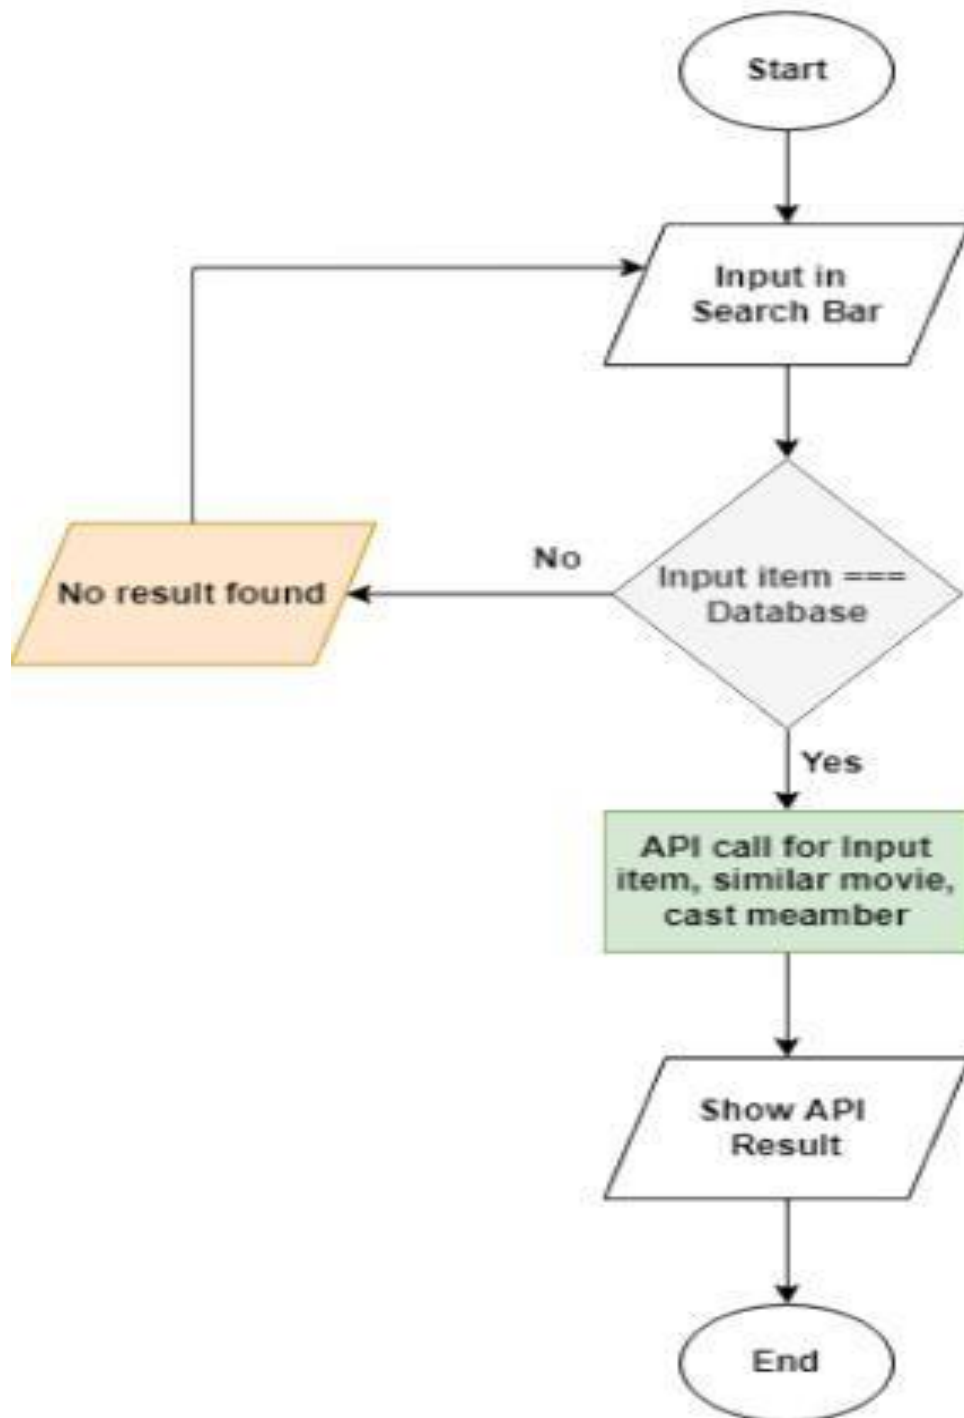 Start
Input in
Search Bar
No
Input item ===
Database
No result found
Yes
API call for Input
item, similar movie,
cast meamber
Show API
Result
End